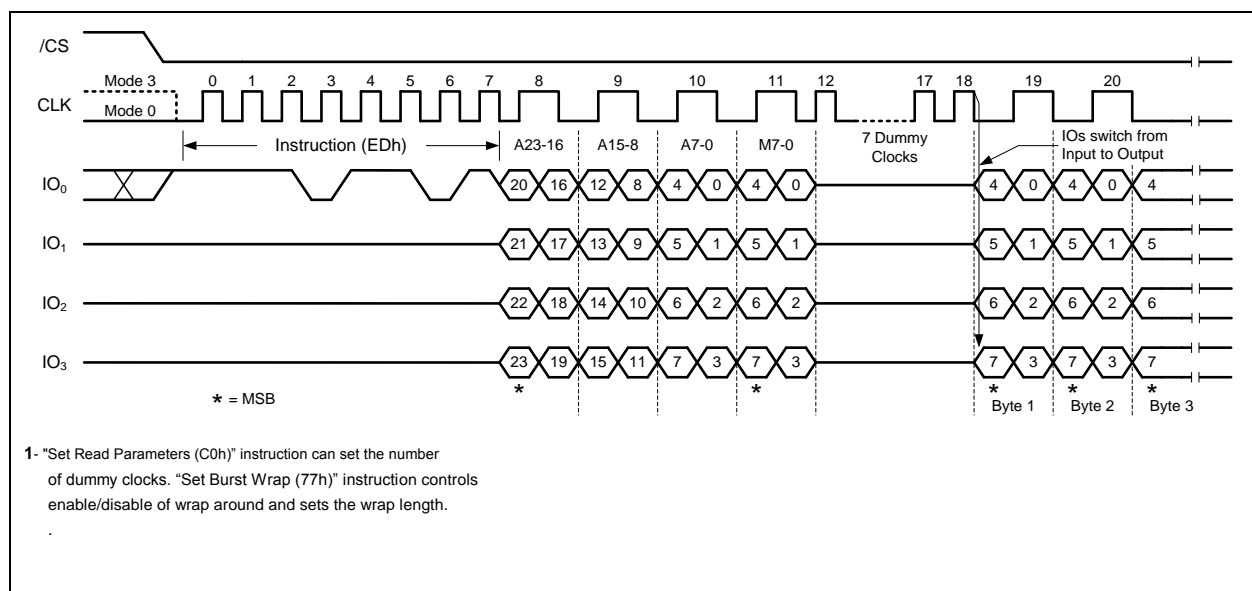 /CS
Mode 3 0 1 2 3 4 5 6 7 8 9 10 11 12 17 18 19 20
CLK
Mode 0
Instruction (EDh) A23-16 A15-8 A7-0 M7-0 7 Dummy Clocks IOs switch from Input to Output
IO0 20 16 12 8 4 0 4 0 4 0 4 0 4
IO1 21 17 13 9 5 1 5 1 5 1 5 1 5
IO2 22 18 14 10 6 2 6 2 6 2 6 2 6
IO3 23 19 15 11 7 3 7 3 7 3 7 3 7
* * * * *
* = MSB Byte 1 Byte 2 Byte 3
1- "Set Read Parameters (C0h)” instruction can set the number
of dummy clocks. “Set Burst Wrap (77h)” instruction controls
enable/disable of wrap around and sets the wrap length.
.